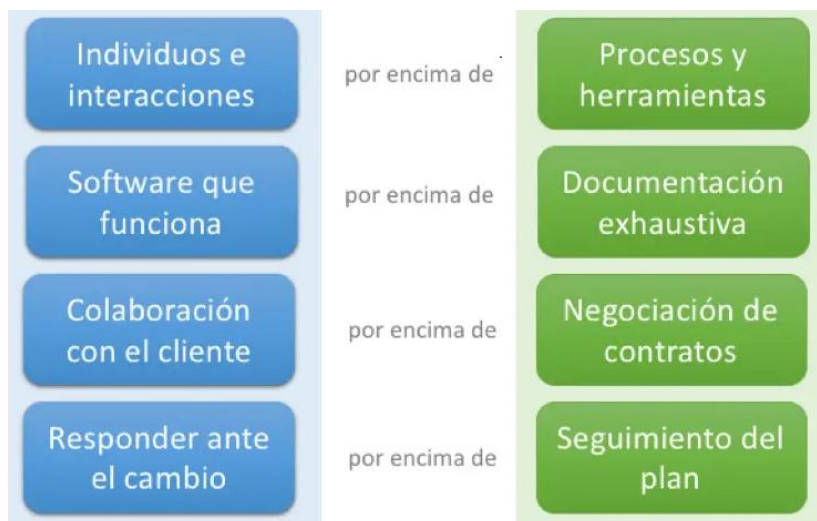 Individuos e
interacciones
por encima de
Procesos y
herramientas
Software que
funciona
por encima de
Documentación
exhaustiva
Colaboración
con el cliente
por encima de
Negociación de
contratos
Responder ante
el cambio
por encima de
Seguimiento del
plan